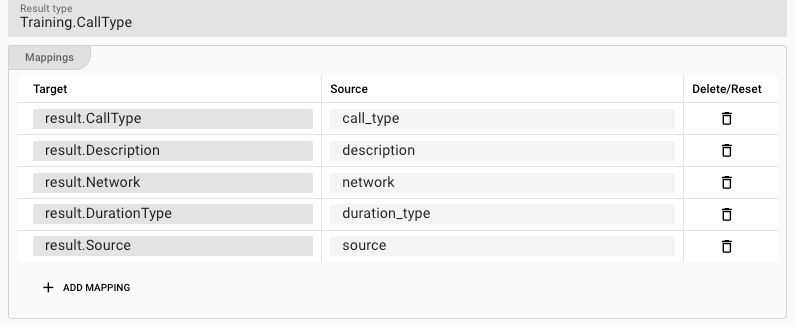 Result type
Training.CallType
Mappings
Target Source Delete/Reset
result.CallType call_type
result.Description description
result.Network network
result.DurationType duration_type
result.Source source
+ ADD MAPPING